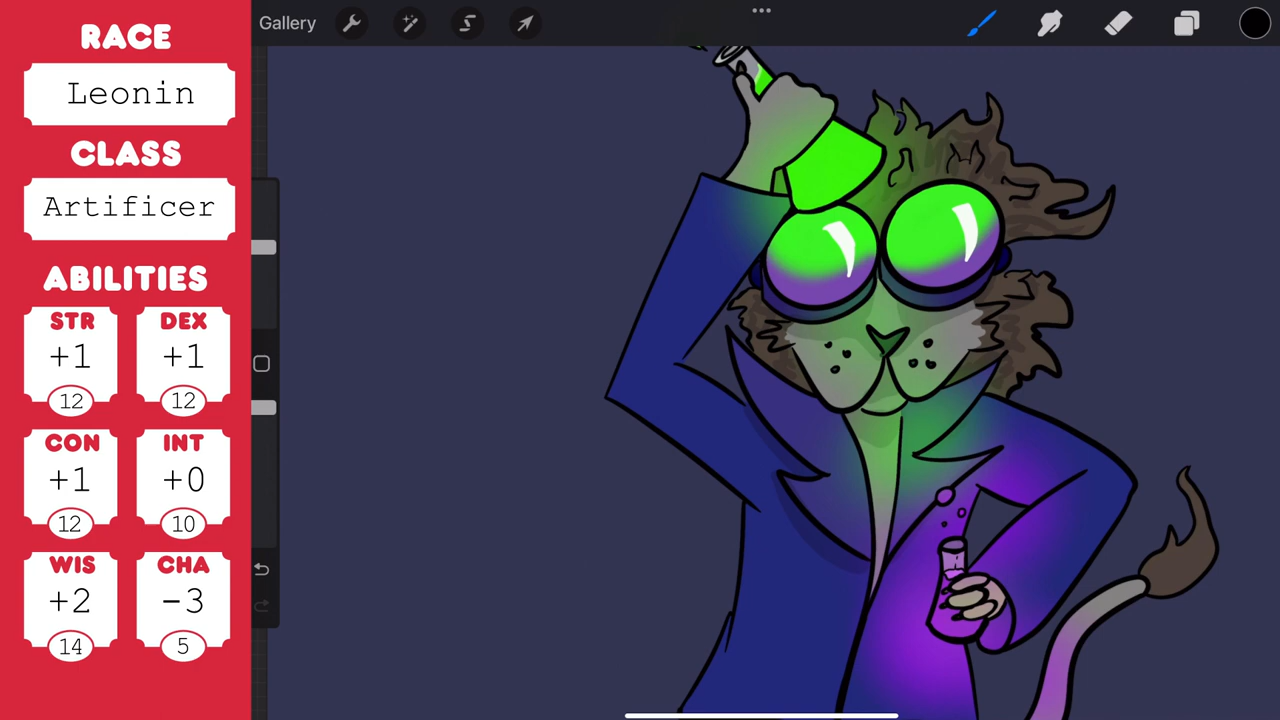 RACE
Leonin
CLASS
Artificer
ABILITIES
STR DEX
+1 +1
12 12
CON INT
+1 +0
12 10
WIS CHA
+2 -3
14 5
Gallery